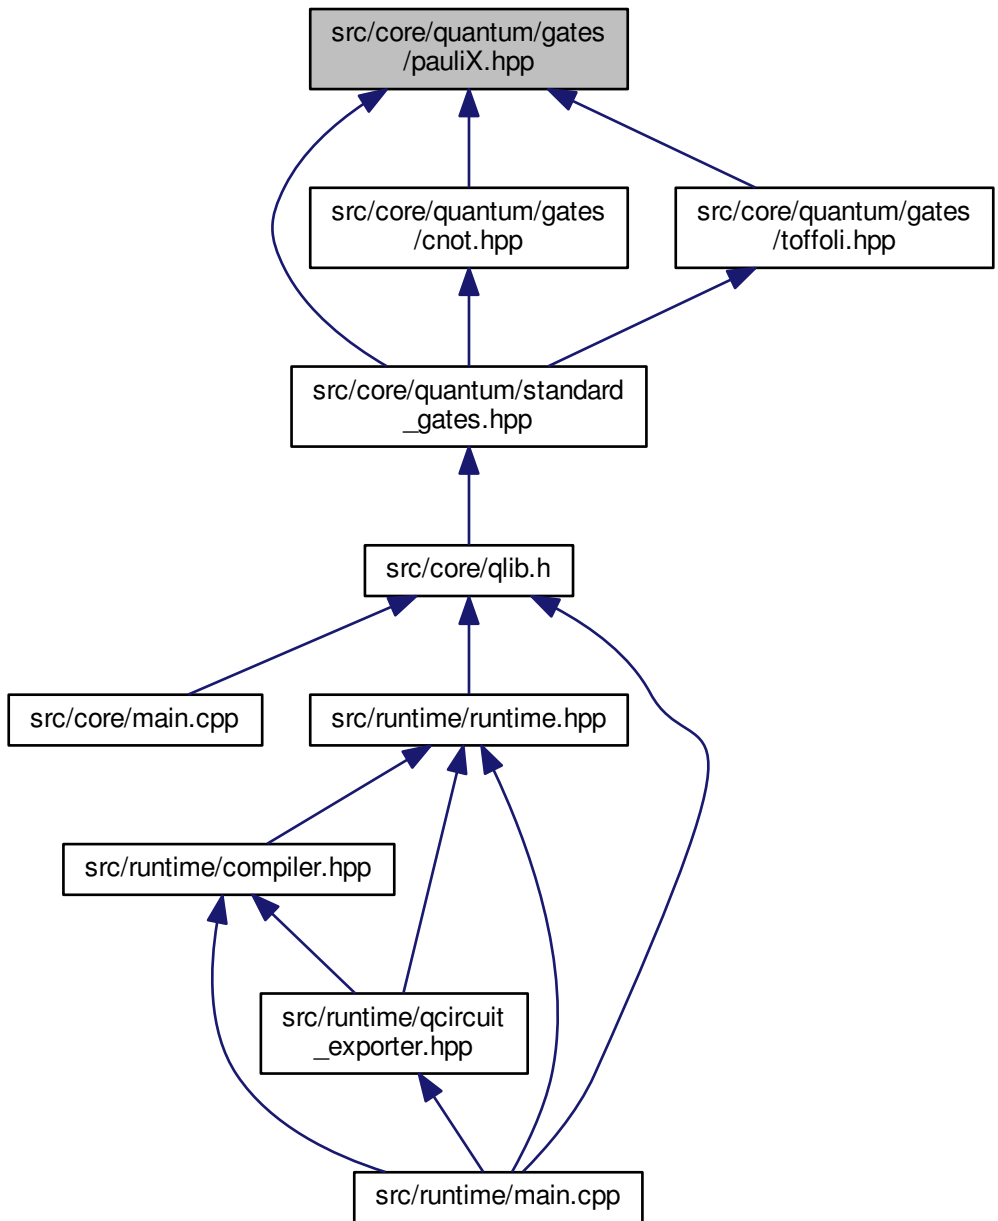 src/core/quantum/gates
/pauliX.hpp
src/core/quantum/gates
/cnot.hpp
src/core/quantum/gates
/toffoli.hpp
src/core/quantum/standard
_gates.hpp
src/core/qlib.h
src/core/main.cpp
src/runtime/runtime.hpp
src/runtime/compiler.hpp
src/runtime/qcircuit
_exporter.hpp
src/runtime/main.cpp